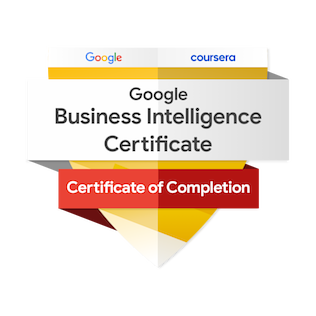 Google coursera
Google
Business Intelligence
Certificate
Certificate of Completion